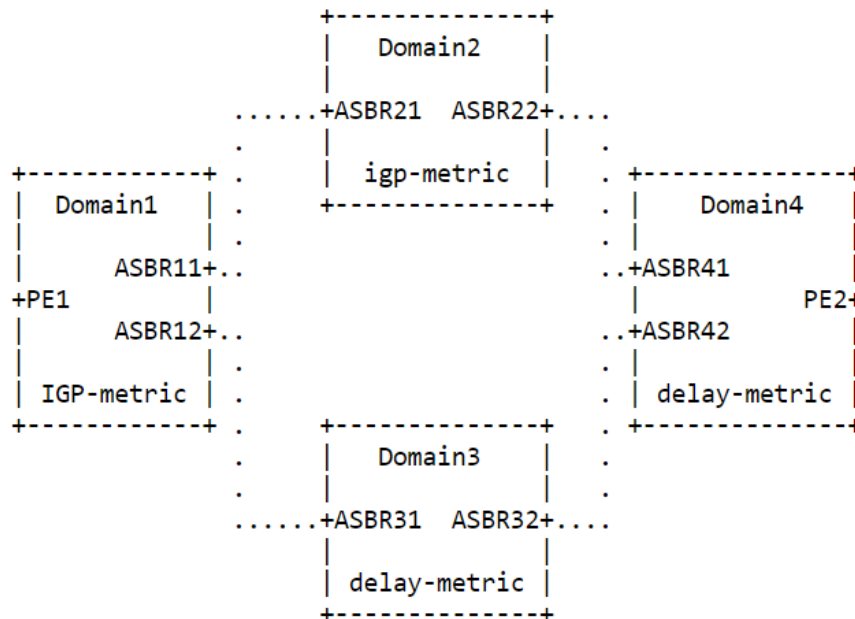 Domain2
ASBR21 ASBR22
igp-metric
Domain1
Domain4
ASBR11
ASBR41
PE1
PE2
ASBR12
ASBR42
IGP-metric
delay-metric
Domain3
ASBR31 ASBR32
delay-metric